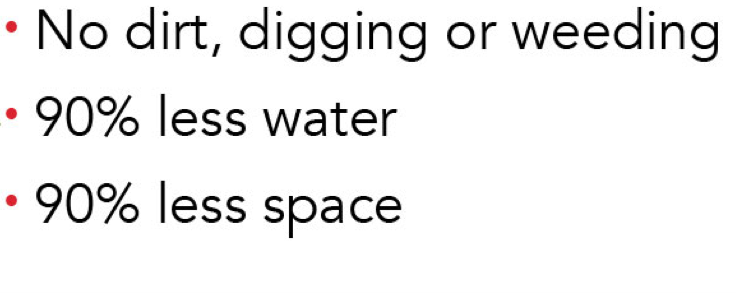 • No dirt, digging or weeding
• 90% less water
• 90% less space